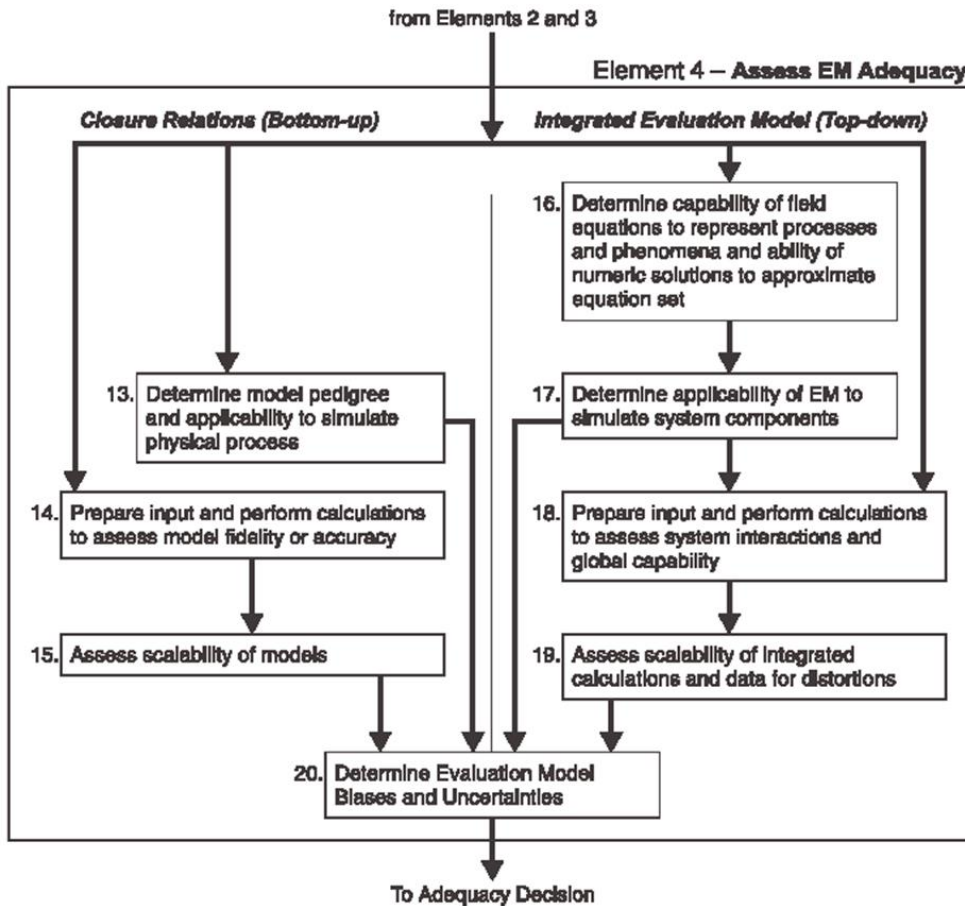 from Elements 2 and 3
Element 4 – Assess EM Adequacy
Closure Relations (Bottom-up)
Integrated Evaluation Model (Top-down)
13. Determine model pedigree
and applicability to simulate
physical process
14. Prepare input and perform calculations
to assess model fidelity or accuracy
15. Assess scalability of models
16. Determine capability of field
equations to represent processes
and phenomena and ability of
numeric solutions to approximate
equation set
17. Determine applicability of EM to
simulate system components
18. Prepare input and perform calculations
to assess system interactions and
global capability
19. Assess scalability of integrated
calculations and data for distortions
20. Determine Evaluation Model
Biases and Uncertainties
To Adequacy Decision